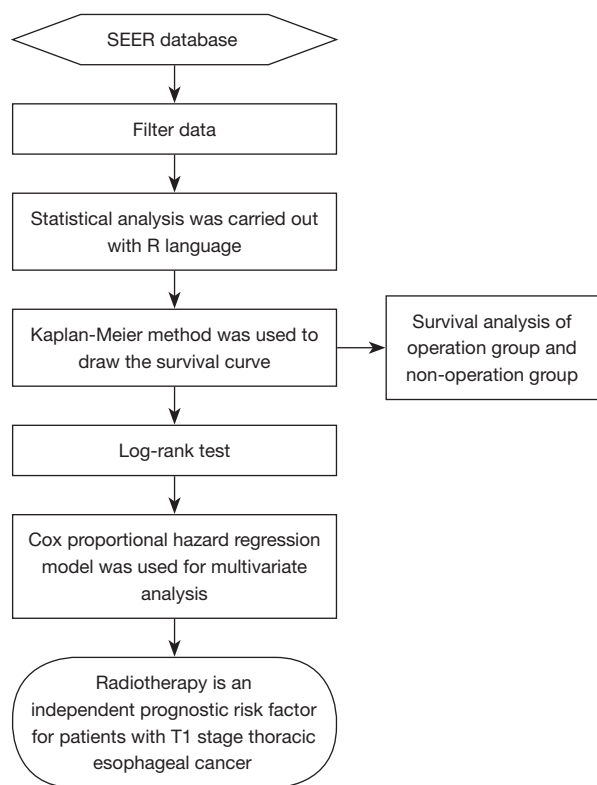 SEER database
Filter data
Statistical analysis was carried out
with R language
Kaplan-Meier method was used to
draw the survival curve
Survival analysis of
operation group and
non-operation group
Log-rank test
Cox proportional hazard regression
model was used for multivariate
analysis
Radiotherapy is an
independent prognostic risk factor
for patients with T1 stage thoracic
esophageal cancer